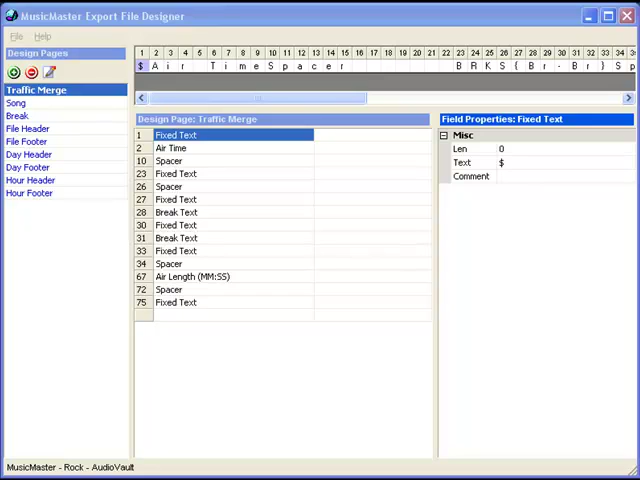 MusicMaster Export File Designer
File Help
Design Pages
Traffic Merge
Song
Break
File Header
File Footer
Day Header
Day Footer
Hour Header
Hour Footer
1 2 3 4 5 6 7 8 9 10 11 12 13 14 15 16 17 18 19 20 21 22 23 24 25 26 27 28 29 30 31 32 33 34
$ Air TimeSpacer BRKS{Br-Br}Sp
Design Page: Traffic Merge
1 Fixed Text
2 Air Time
10 Spacer
23 Fixed Text
26 Spacer
27 Fixed Text
28 Break Text
30 Fixed Text
31 Break Text
33 Fixed Text
34 Spacer
67 Air Length (MM:SS)
72 Spacer
75 Fixed Text
Field Properties: Fixed Text
Misc
Len 0
Text $
Comment
MusicMaster - Rock - AudioVault